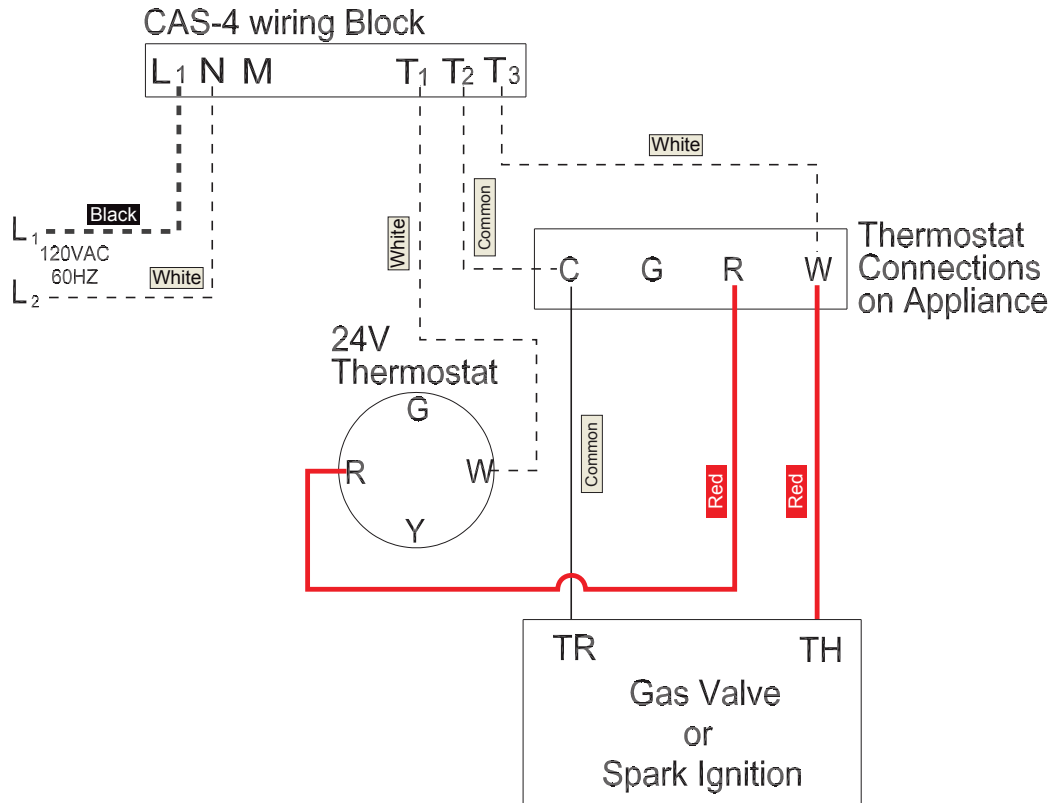 CAS-4 wiring Block
L1 N M T1 T2 T3
White
Black
L1
120VAC
60HZ
White
L2
White
Common
C G R W
Thermostat
Connections
on Appliance
24V
Thermostat
G
R W
Y
Common
Red
Red
TR TH
Gas Valve
or
Spark Ignition